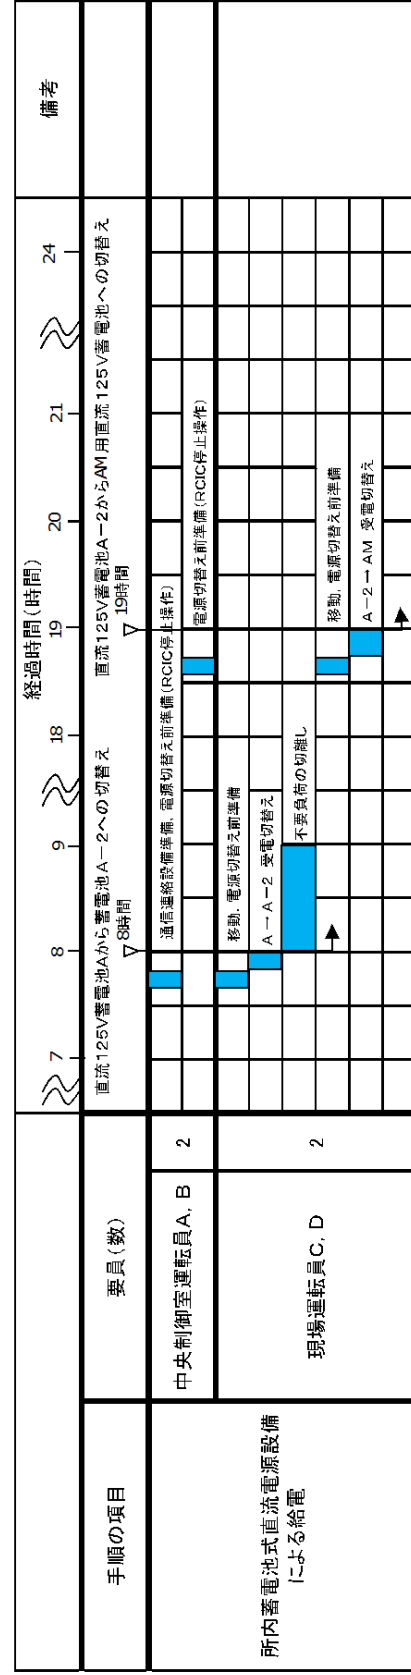 経過時間(時間)
備考
7 8 9 18 19 20 21 24
手順の項目
要員(数)
直流125V蓄電池Aから蓄電池A-2への切替え
8時間
直流125V蓄電池A-2からAM用直流125V蓄電池への切替え
19時間
所内蓄電池式直流電源設備
による給電
中央制御室運転員A, B
2
通信連絡設備準備, 電源切替え前準備(RCIC停止操作)
電源切替え前準備(RCIC停止操作)
現場運転員C, D
2
移動, 電源切替え前準備
A→A-2 受電切替え
不要負荷の切離し
移動, 電源切替え前準備
A-2→AM 受電切替え